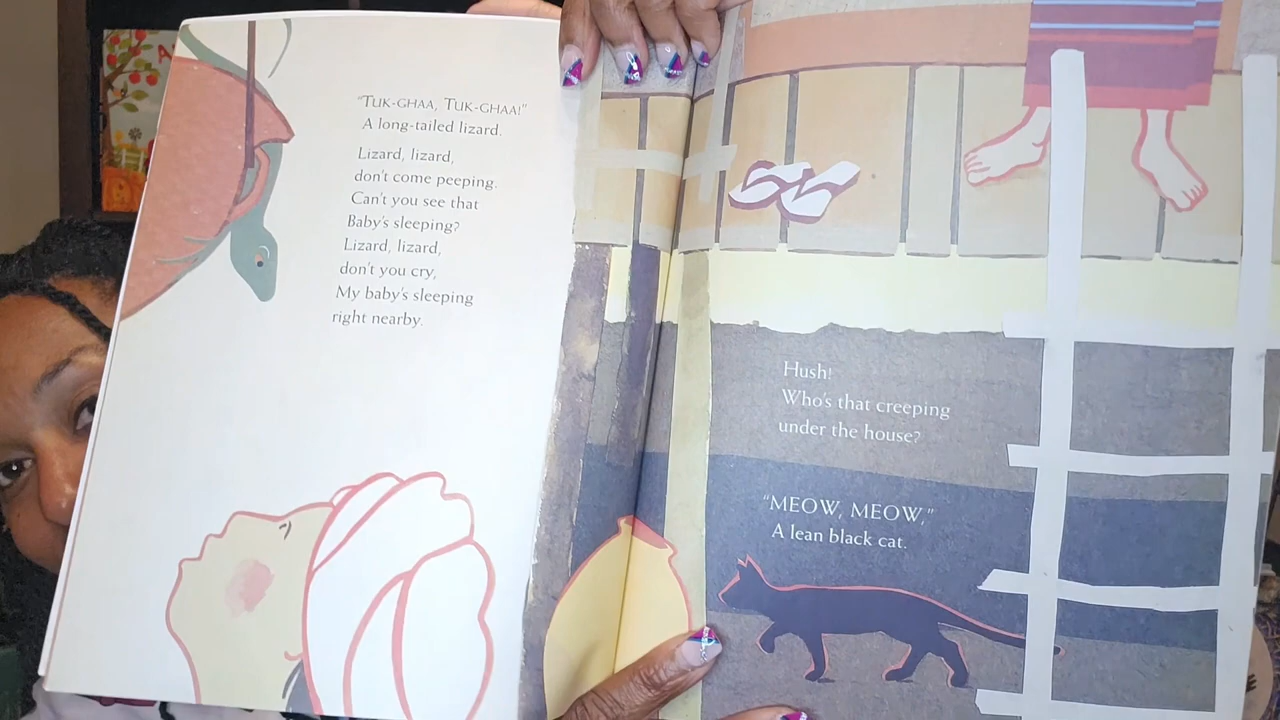 "TUK-GHAA, TUK-GHAA!"
A long-tailed lizard.
Lizard, lizard,
don't come peeping.
Can't you see that
Baby's sleeping?
Lizard, lizard,
don't you cry,
My baby's sleeping
right nearby.
Hush!
Who's that creeping
under the house?
"MEOW, MEOW,"
A lean black cat.